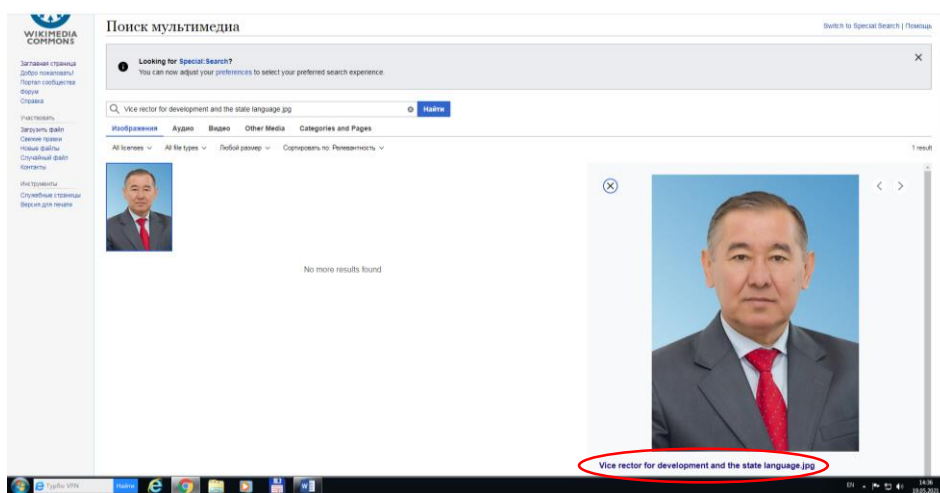 WIKIMEDIA
COMMONS
Поиск мультимедиа
Switch to Special:Search | Помощь
Заглавная страница
Добро пожаловать!
Портал сообщества
Форум
Справка
Looking for Special:Search?
You can now adjust your preferences to select your preferred search experience.
Vice rector for development and the state language.jpg
Найти
Участвовать
Загрузить файл
Свежие правки
Новые файлы
Случайный файл
Контакты
Изображения Аудио Видео Other Media Categories and Pages
All licenses All file types Любой размер Сортировать по: Релевантность
1 result
Инструменты
Служебные страницы
Версия для печати
No more results found
Vice rector for development and the state language.jpg
Турбо VPN
Найти
EN
14:36
19.05.2021